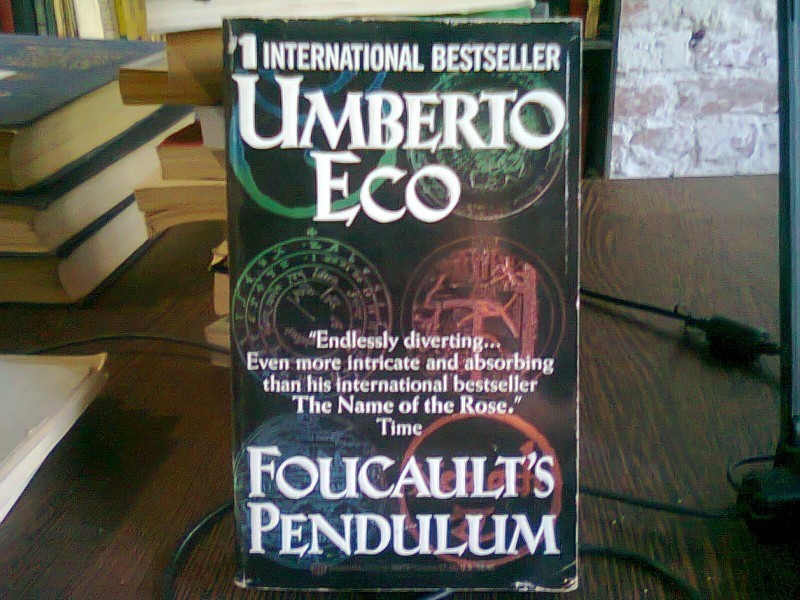 #1 INTERNATIONAL BESTSELLER
UMBERTO
ECO
"Endlessly diverting...
Even more intricate and absorbing
than his international bestseller
The Name of the Rose."
Time
FOUCAULT'S
PENDULUM